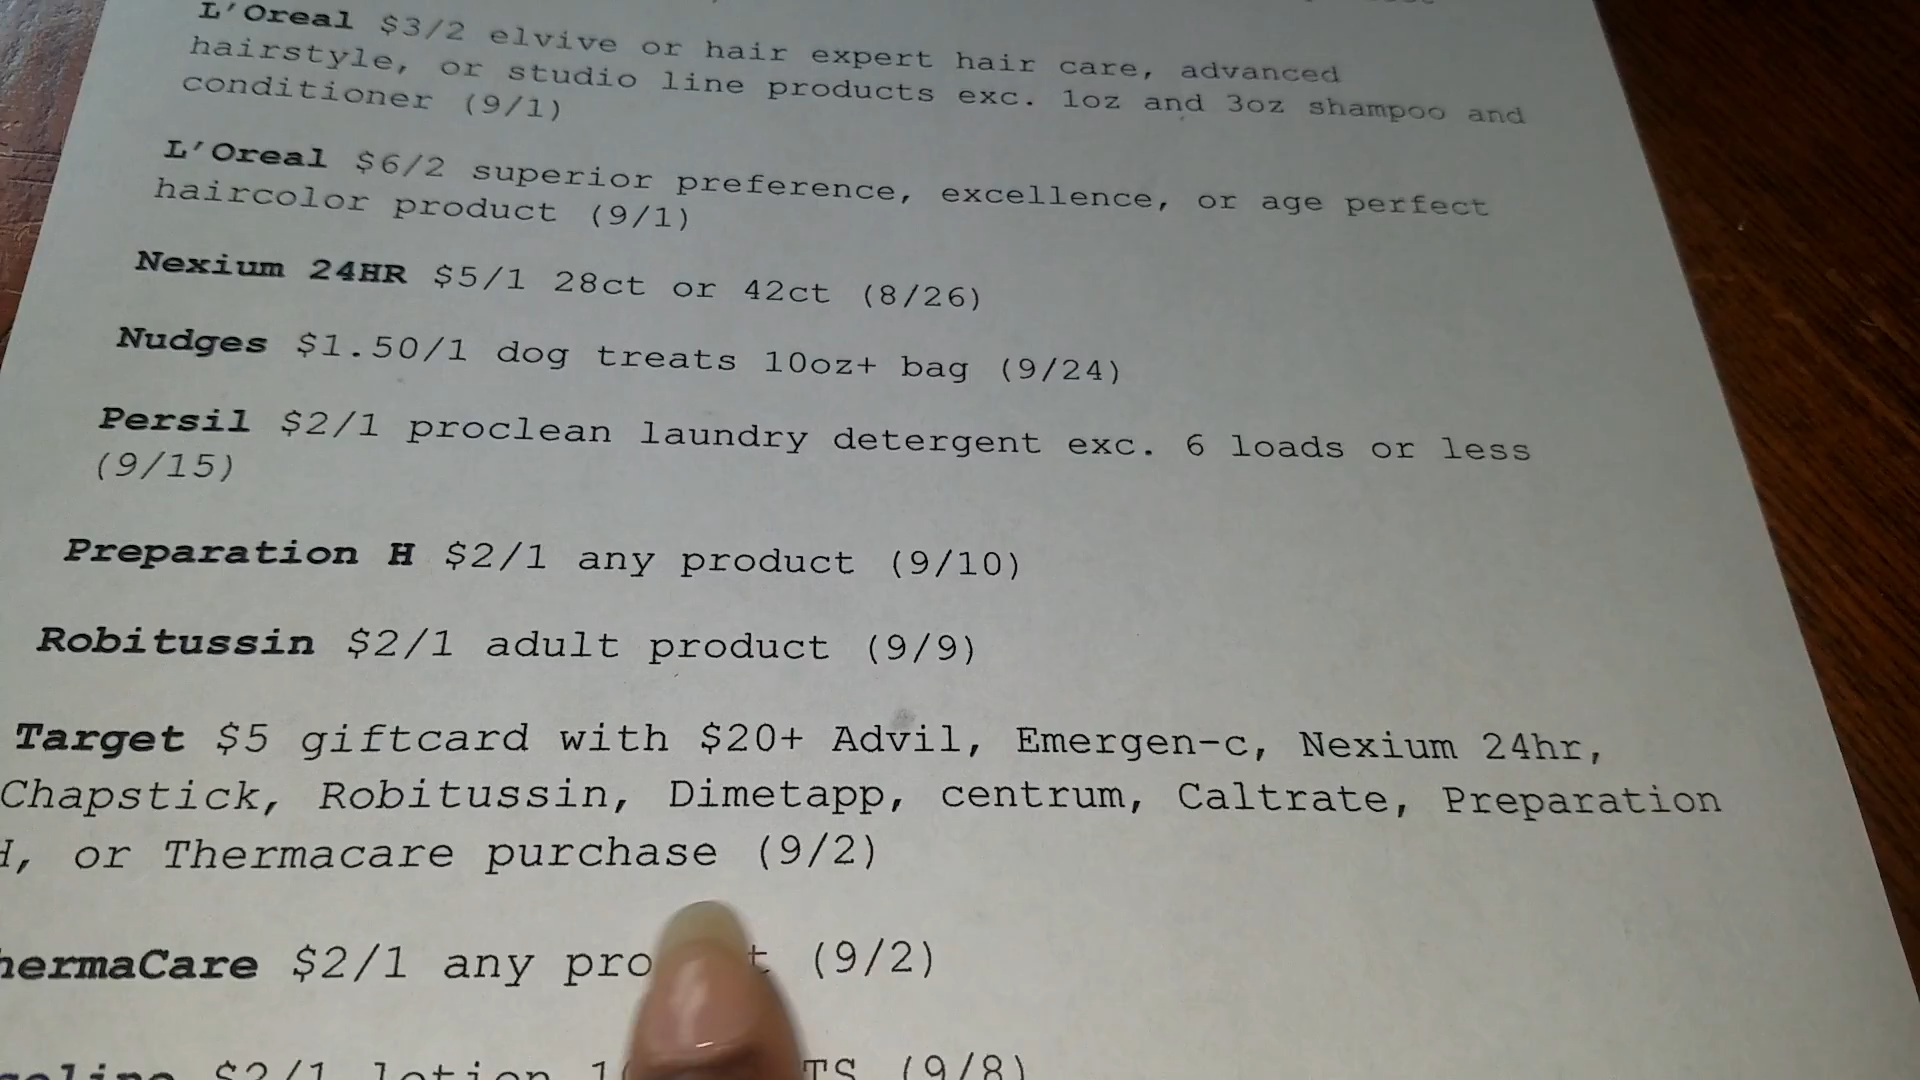 L'Oreal $3/2 elvive or hair expert hair care, advanced
hairstyle, or studio line products exc. 1oz and 3oz shampoo and
conditioner (9/1)
L'Oreal $6/2 superior preference, excellence, or age perfect
haircolor product (9/1)
Nexium 24HR $5/1 28ct or 42ct (8/26)
Nudges $1.50/1 dog treats 10oz+ bag (9/24)
Persil $2/1 proclean laundry detergent exc. 6 loads or less
(9/15)
Preparation H $2/1 any product (9/10)
Robitussin $2/1 adult product (9/9)
Target $5 giftcard with $20+ Advil, Emergen-c, Nexium 24hr,
Chapstick, Robitussin, Dimetapp, centrum, Caltrate, Preparation
H, or Thermacare purchase (9/2)
hermaCare $2/1 any pro t (9/2)
$2/1 lotion (9/8)